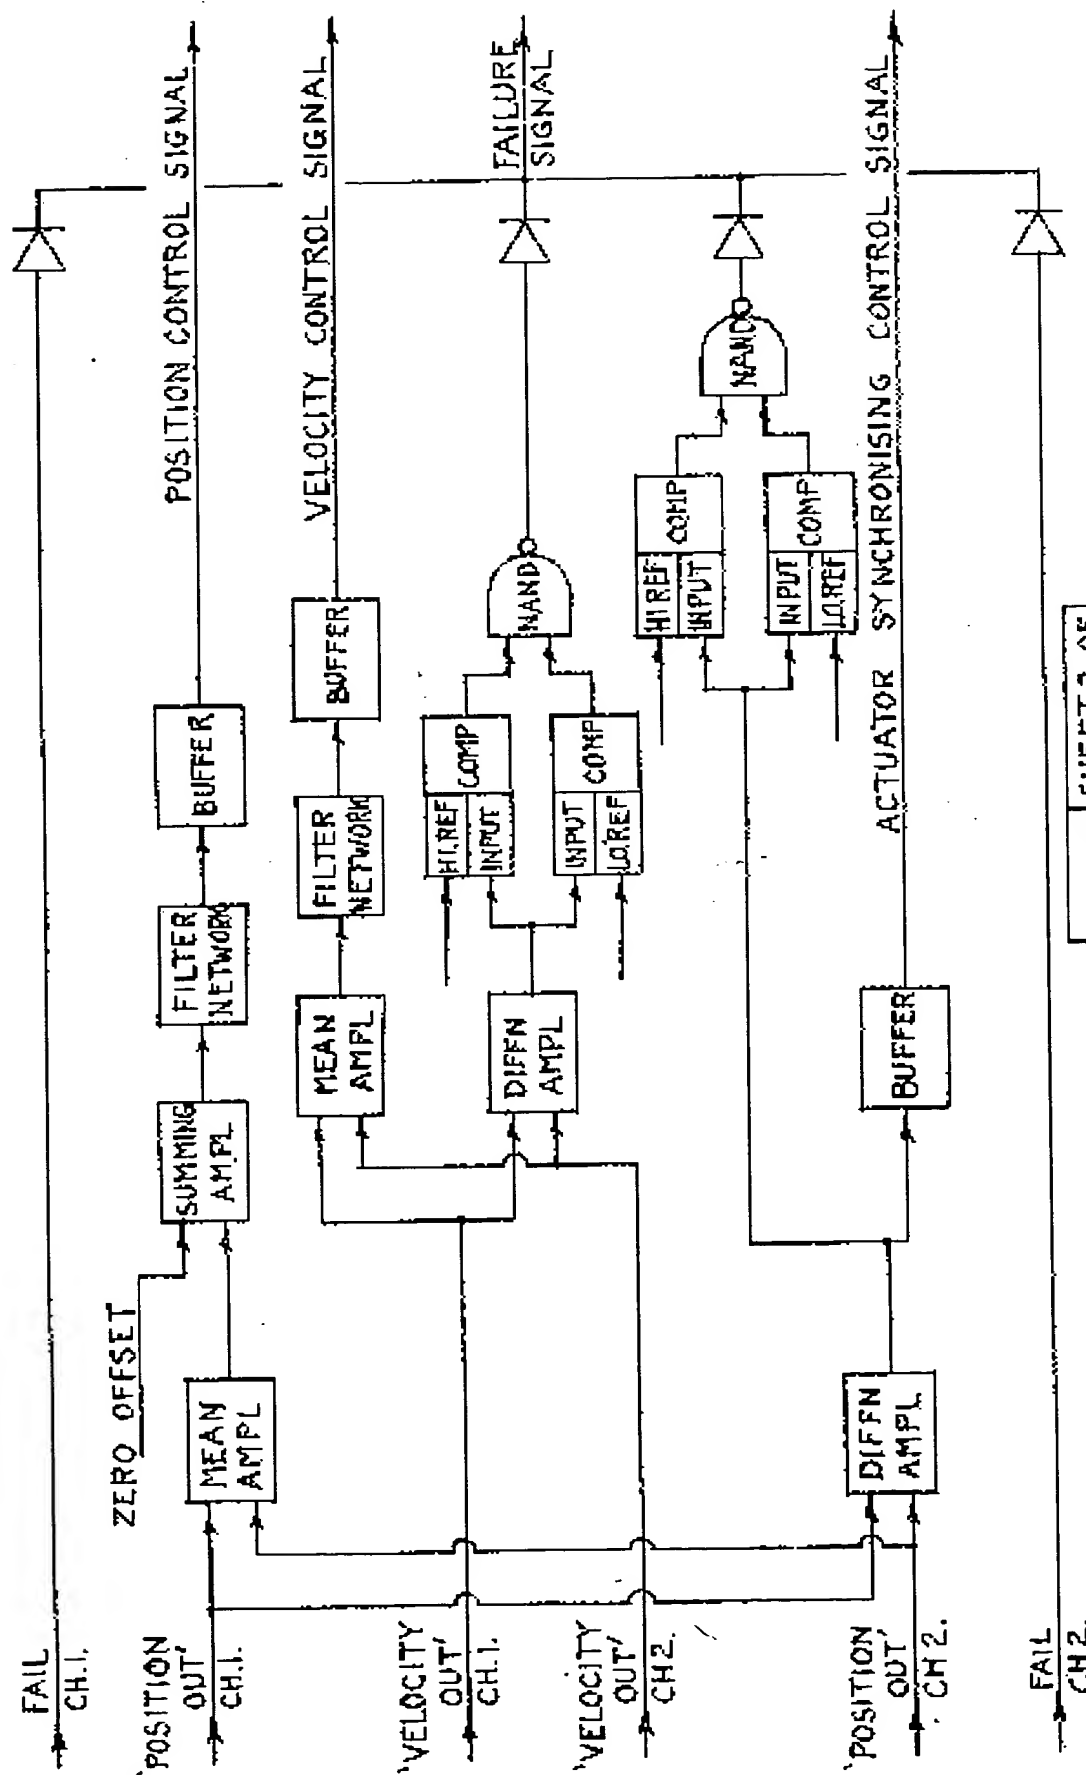 FAIL
CH.1.
'POSITION
OUT'
CH.1.
'VELOCITY
OUT'
CH.1.
'VELOCITY
OUT'
CH2.
'POSITION
OUT'
CH2.
FAIL
CH2.
ZERO OFFSET
MEAN
AMPL
SUMMING
AMPL
FILTER
NETWORK
BUFFER
POSITION CONTROL SIGNAL
MEAN
AMPL
FILTER
NETWORK
BUFFER
VELOCITY CONTROL SIGNAL
DIFFN
AMPL
HI.REF
INPUT
COMP
INPUT
LO.REF
COMP
NAND
FAILURE
SIGNAL
HI REF
INPUT
COMP
INPUT
LO.REF
COMP
NAND
DIFFN
AMPL
BUFFER
ACTUATOR SYNCHRONISING CONTROL SIGNAL